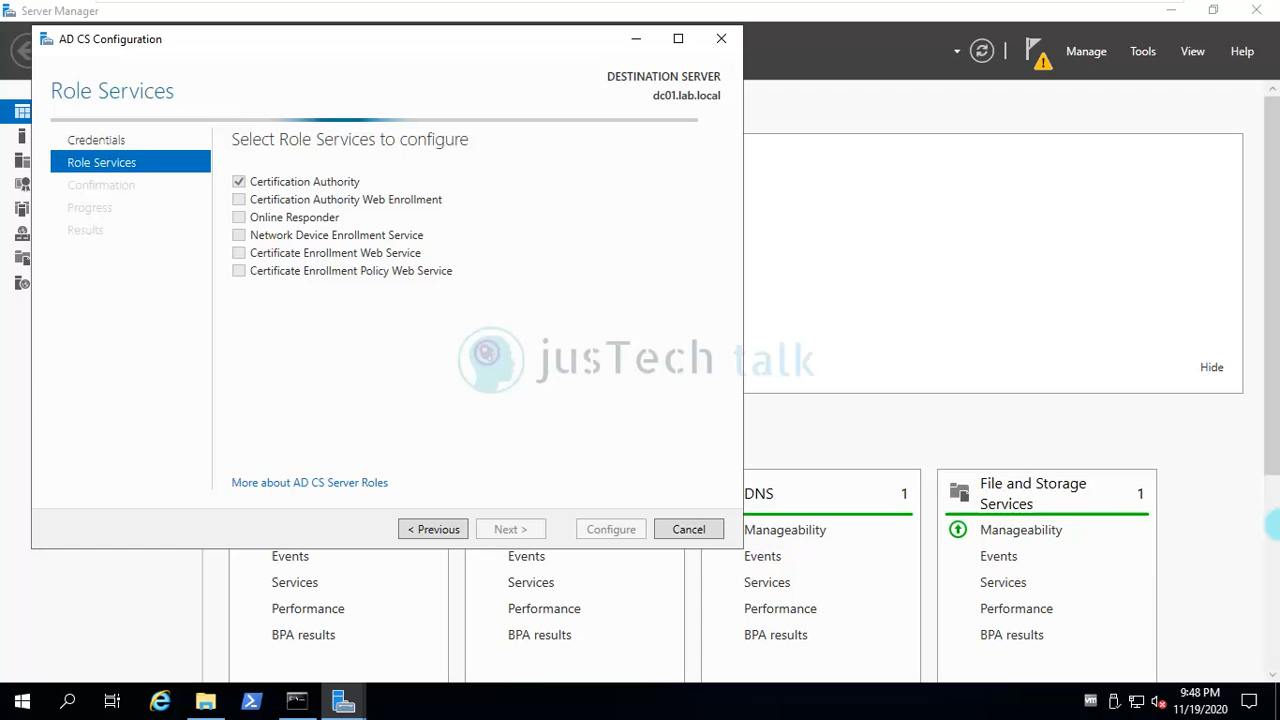 Server Manager
AD CS Configuration
Manage Tools View Help
Role Services
DESTINATION SERVER
dc01.lab.local
Credentials
Role Services
Confirmation
Progress
Results
Select Role Services to configure
Certification Authority
Certification Authority Web Enrollment
Online Responder
Network Device Enrollment Service
Certificate Enrollment Web Service
Certificate Enrollment Policy Web Service
jusTech talk
Hide
More about AD CS Server Roles
< Previous Next > Configure Cancel
Events
Services
Performance
BPA results
Events
Services
Performance
BPA results
DNS 1
Manageability
Events
Services
Performance
BPA results
File and Storage
Services 1
Manageability
Events
Services
Performance
BPA results
vm
9:48 PM
11/19/2020